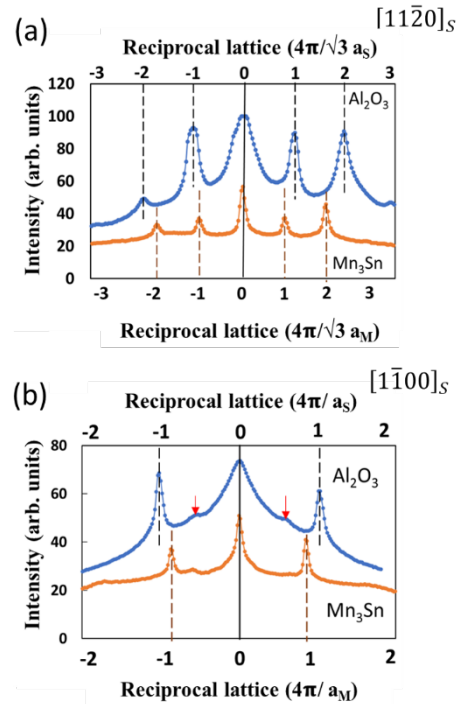 (a)
[11̄20]S
Reciprocal lattice (4π/√3 aS)
-3 -2 -1 0 1 2 3
120
100
80
60
40
20
0
Intensity (arb. units)
Al2O3
Mn3Sn
-3 -2 -1 0 1 2 3
Reciprocal lattice (4π/√3 aM)
(b)
[11̄00]S
Reciprocal lattice (4π/ aS)
-2 -1 0 1 2
80
60
40
20
0
Intensity (arb. units)
Al2O3
Mn3Sn
-2 -1 0 1 2
Reciprocal lattice (4π/ aM)